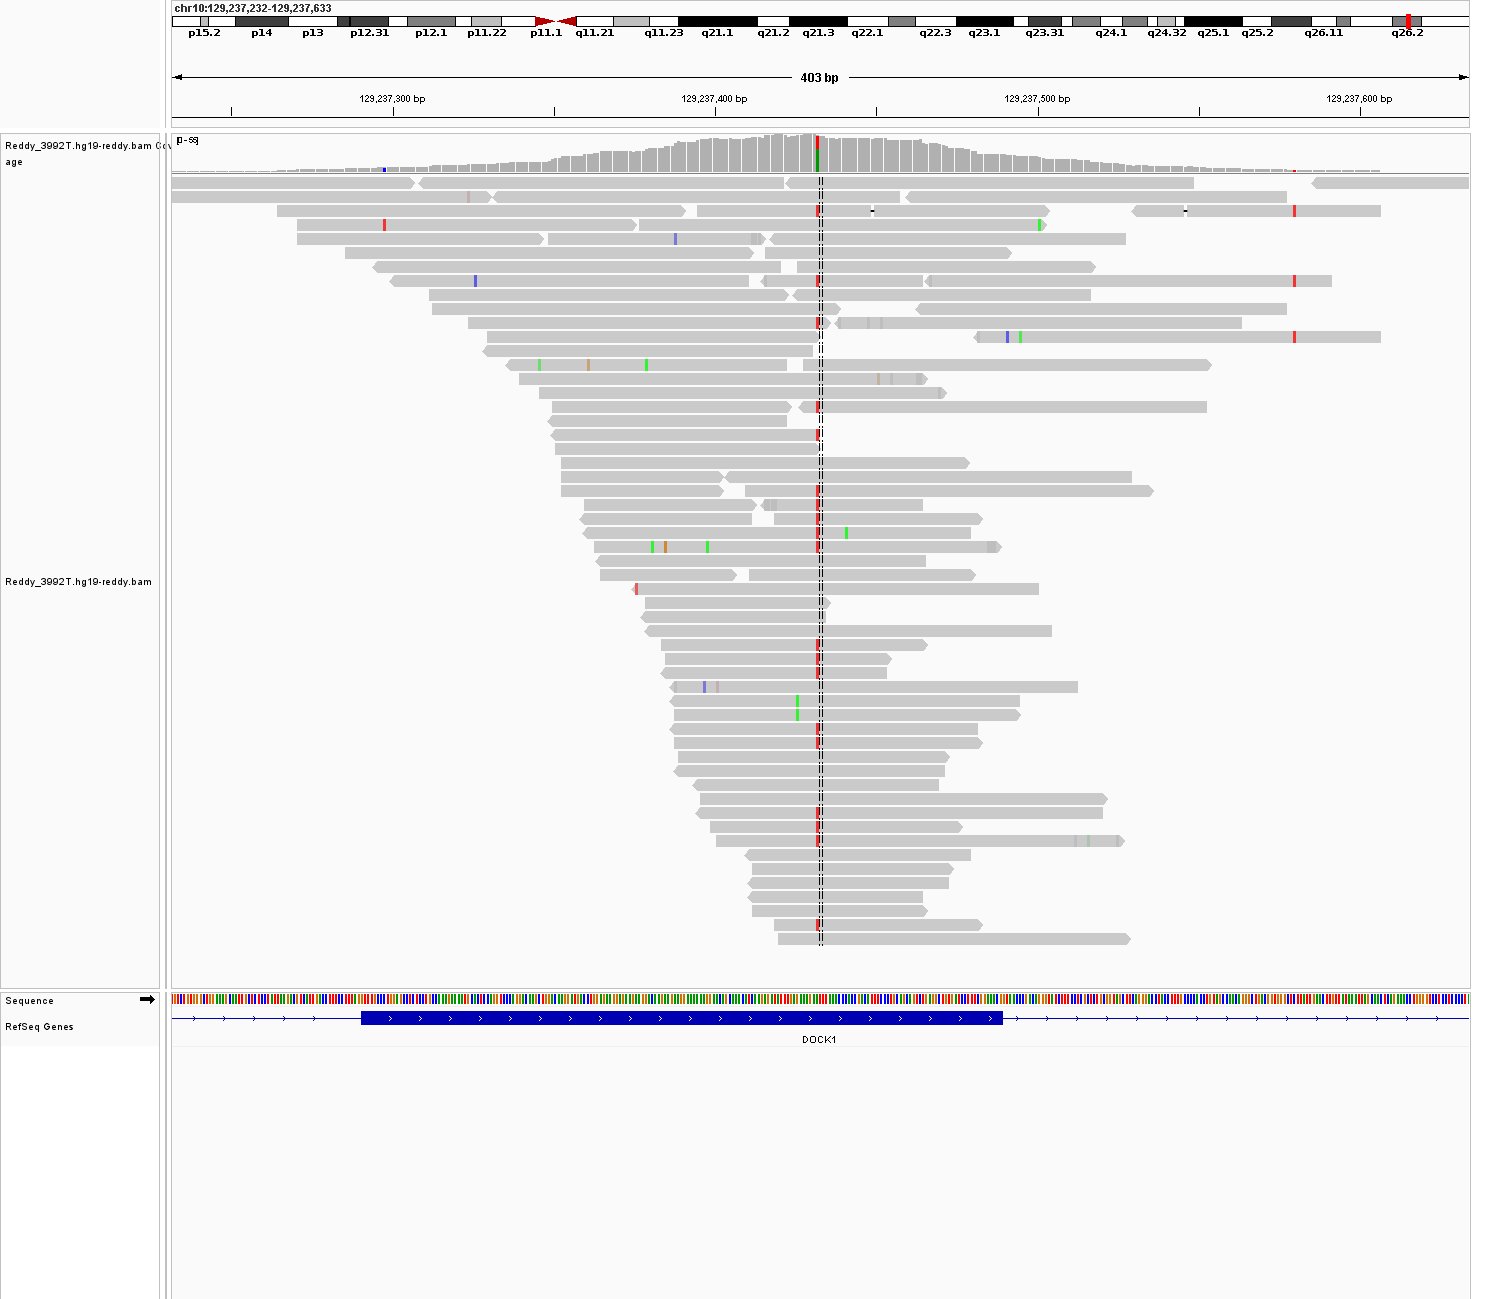 chr10:129,237,232-129,237,633
p15.2 p14 p13 p12.31 p12.1 p11.22 p11.1 q11.21 q11.23 q21.1 q21.2 q21.3 q22.1 q22.3 q23.1 q23.31 q24.1 q24.32 q25.1 q25.2 q26.11 q26.2
403 bp
129,237,300 bp 129,237,400 bp 129,237,500 bp 129,237,600 bp
Reddy_3992T.hg19-reddy.bam Cov
age
Reddy_3992T.hg19-reddy.bam
Sequence
RefSeq Genes
DOCK1